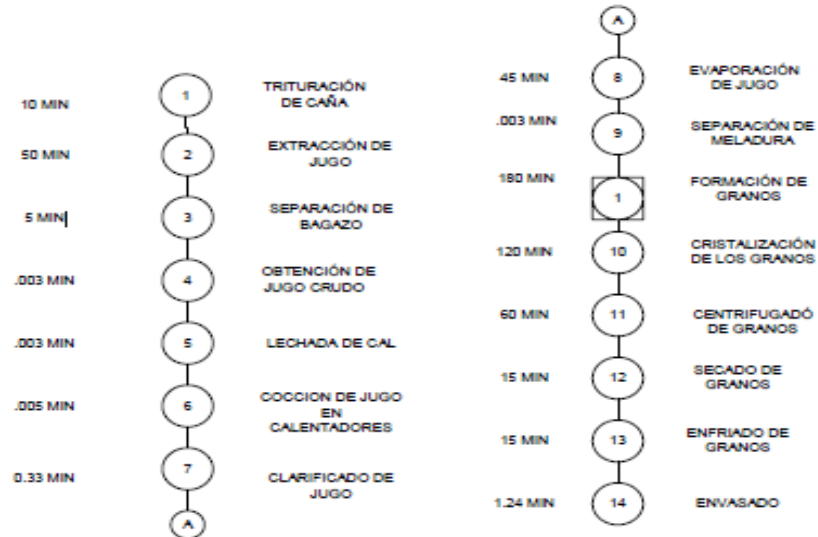 10 MIN
1
TRITURACIÓN
DE CAÑA
50 MIN
2
EXTRACCIÓN DE
JUGO
5 MIN
3
SEPARACIÓN DE
BAGAZO
.003 MIN
4
OBTENCIÓN DE
JUGO CRUDO
.003 MIN
5
LECHADA DE CAL
.005 MIN
6
COCCION DE JUGO
EN
CALENTADORES
0.33 MIN
7
CLARIFICADO DE
JUGO
A
A
45 MIN
8
EVAPORACIÓN
DE JUGO
.003 MIN
9
SEPARACIÓN DE
MELADURA
180 MIN
1
FORMACIÓN DE
GRANOS
120 MIN
10
CRISTALIZACIÓN
DE LOS GRANOS
60 MIN
11
CENTRIFUGADÓ
DE GRANOS
15 MIN
12
SECADO DE
GRANOS
15 MIN
13
ENFRIADO DE
GRANOS
1.24 MIN
14
ENVASADO